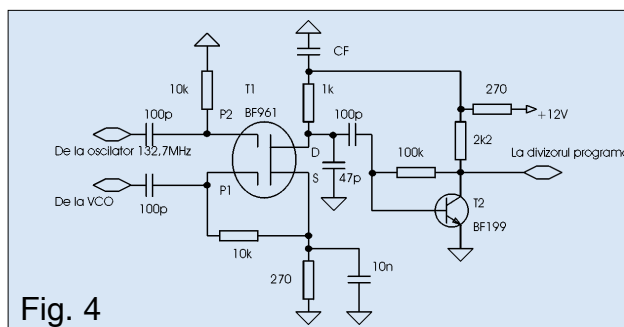 CF
10k
T1
BF961
1k
270
+12V
100p
P2
100p
2k2
De la oscilator 132,7MHz
D
100k
La divizorul programa
De la VCO
P1
S
47p
T2
100p
BF199
10k
270
10n
Fig. 4